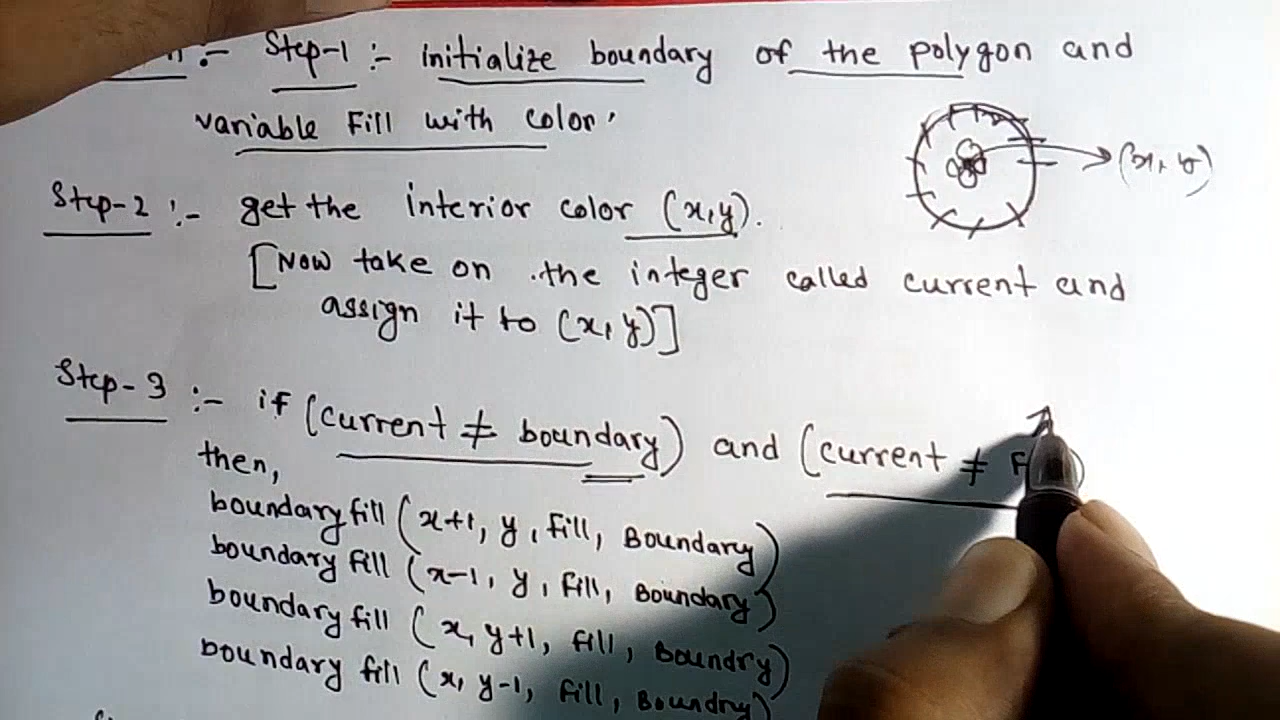 :- Step-1 :- initialize boundary of the polygon and
variable Fill with color.
(x, y)
Step-2 :- get the interior color (x,y).
[Now take on the integer called current and
assign it to (x, y)]
Step-3 :- if (current ≠ boundary) and (current ≠
then,
boundary fill (x+1, y, fill, Boundary)
boundary fill (x-1, y, fill, Boundary)
boundary fill (x, y+1, fill, Boundry)
boundary fill (x, y-1, fill, Boundry)